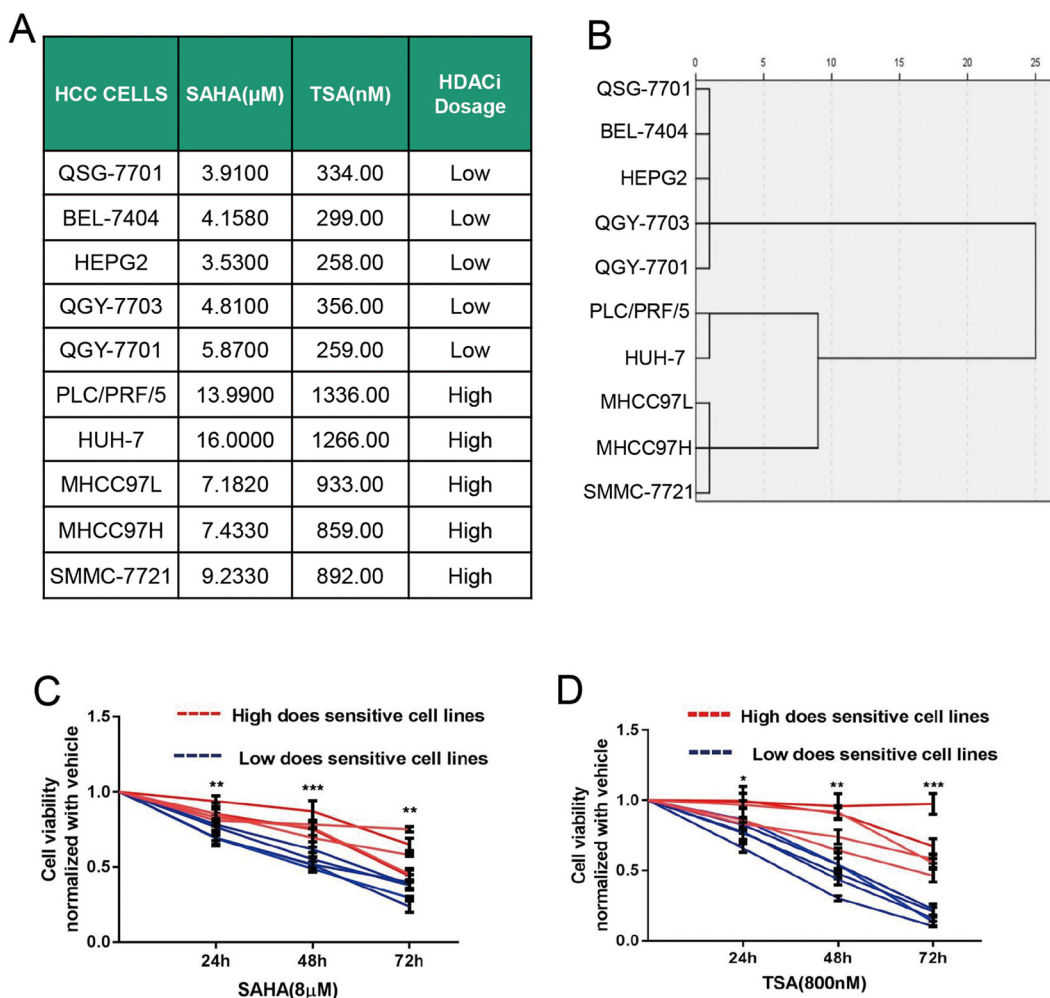 A
HCC CELLS SAHA(µM) TSA(nM) HDACi Dosage
QSG-7701 3.9100 334.00 Low
BEL-7404 4.1580 299.00 Low
HEPG2 3.5300 258.00 Low
QGY-7703 4.8100 356.00 Low
QGY-7701 5.8700 259.00 Low
PLC/PRF/5 13.9900 1336.00 High
HUH-7 16.0000 1266.00 High
MHCC97L 7.1820 933.00 High
MHCC97H 7.4330 859.00 High
SMMC-7721 9.2330 892.00 High
B
0 5 10 15 20 25
QSG-7701
BEL-7404
HEPG2
QGY-7703
QGY-7701
PLC/PRF/5
HUH-7
MHCC97L
MHCC97H
SMMC-7721
C
High does sensitive cell lines
Low does sensitive cell lines
Cell viability
normalized with vehicle
1.5
1.0
0.5
0.0
** *** **
24h 48h 72h
SAHA(8µM)
D
High does sensitive cell lines
Low does sensitive cell lines
Cell viability
normalized with vehicle
1.5
1.0
0.5
0.0
* ** ***
24h 48h 72h
TSA(800nM)